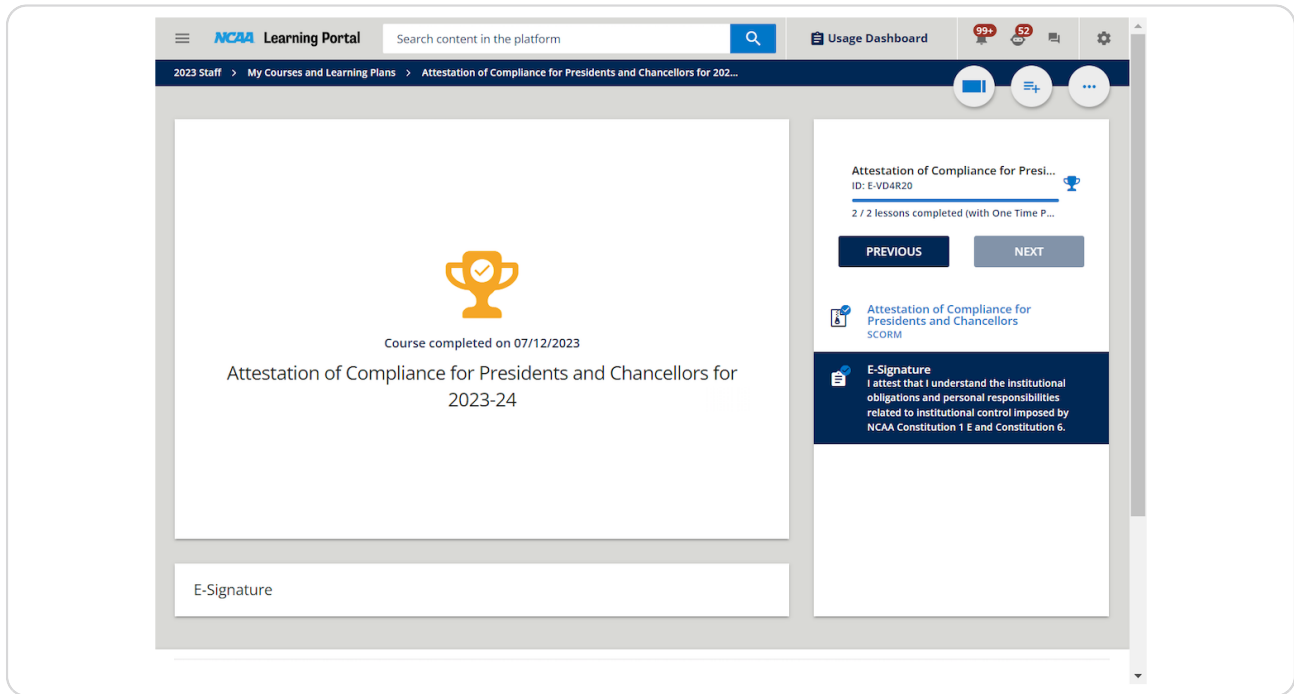 NCAA Learning Portal
Search content in the platform
Usage Dashboard
99+
52
2023 Staff > My Courses and Learning Plans > Attestation of Compliance for Presidents and Chancellors for 202...
Course completed on 07/12/2023
Attestation of Compliance for Presidents and Chancellors for
2023-24
E-Signature
Attestation of Compliance for Presi...
ID: E-VD4R20
2 / 2 lessons completed (with One Time P...
PREVIOUS
NEXT
Attestation of Compliance for
Presidents and Chancellors
SCORM
E-Signature
I attest that I understand the institutional
obligations and personal responsibilities
related to institutional control imposed by
NCAA Constitution 1 E and Constitution 6.